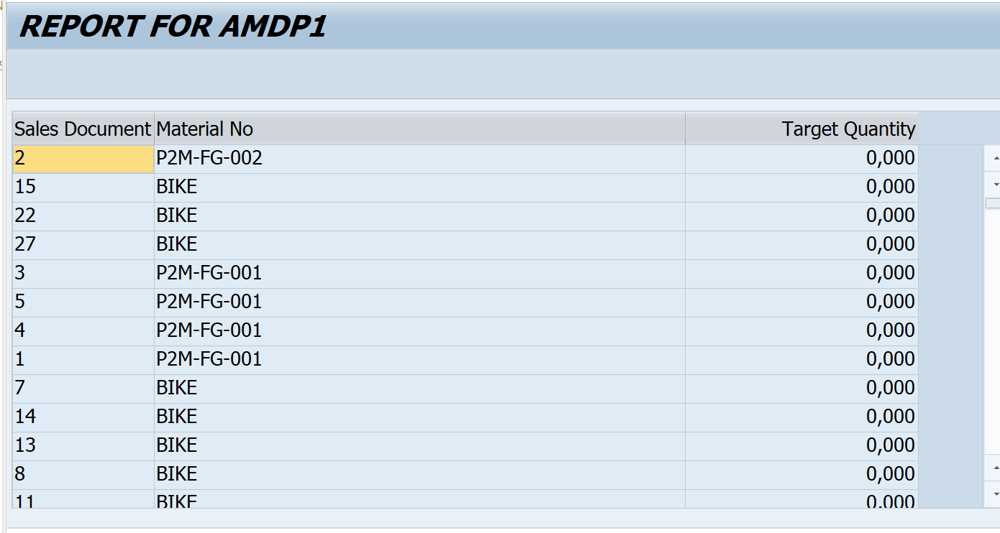 REPORT FOR AMDP1
Sales Document Material No Target Quantity
2 P2M-FG-002 0,000
15 BIKE 0,000
22 BIKE 0,000
27 BIKE 0,000
3 P2M-FG-001 0,000
5 P2M-FG-001 0,000
4 P2M-FG-001 0,000
1 P2M-FG-001 0,000
7 BIKE 0,000
14 BIKE 0,000
13 BIKE 0,000
8 BIKE 0,000
11 BIKE 0,000